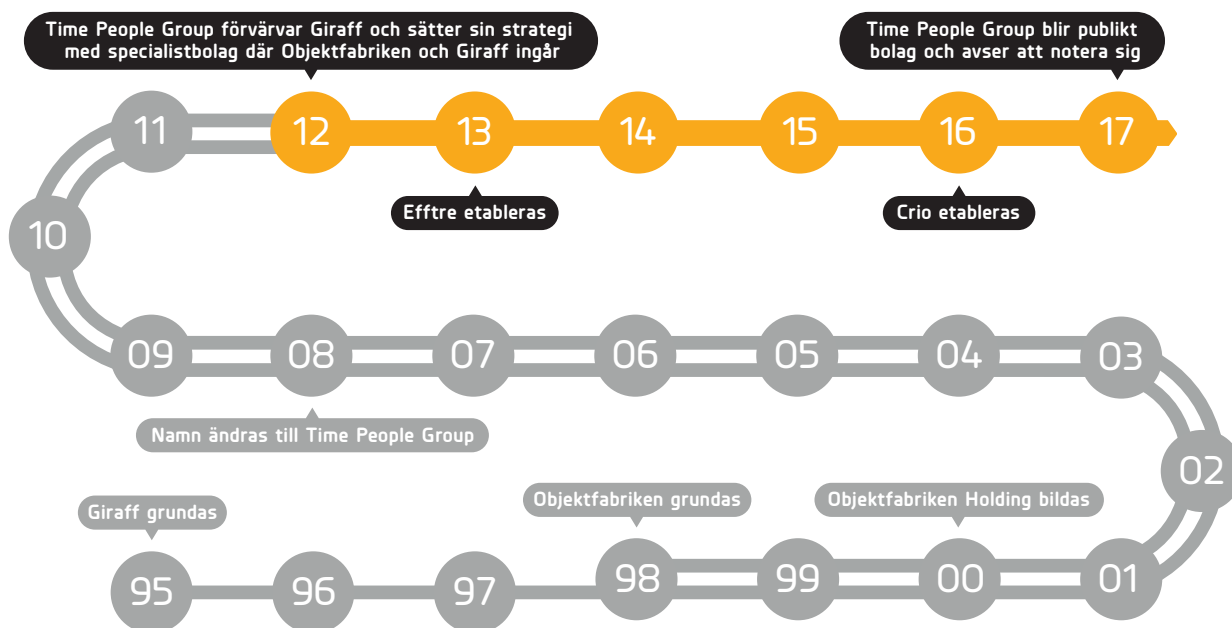 Time People Group förvärvar Giraff och sätter sin strategi
med specialistbolag där Objektfabriken och Giraff ingår
Time People Group blir publikt
bolag och avser att notera sig
11
12
13
14
15
16
17
Efftre etableras
Crio etableras
10
09
08
07
06
05
04
03
Namn ändras till Time People Group
02
Giraff grundas
Objektfabriken grundas
Objektfabriken Holding bildas
95
96
97
98
99
00
01